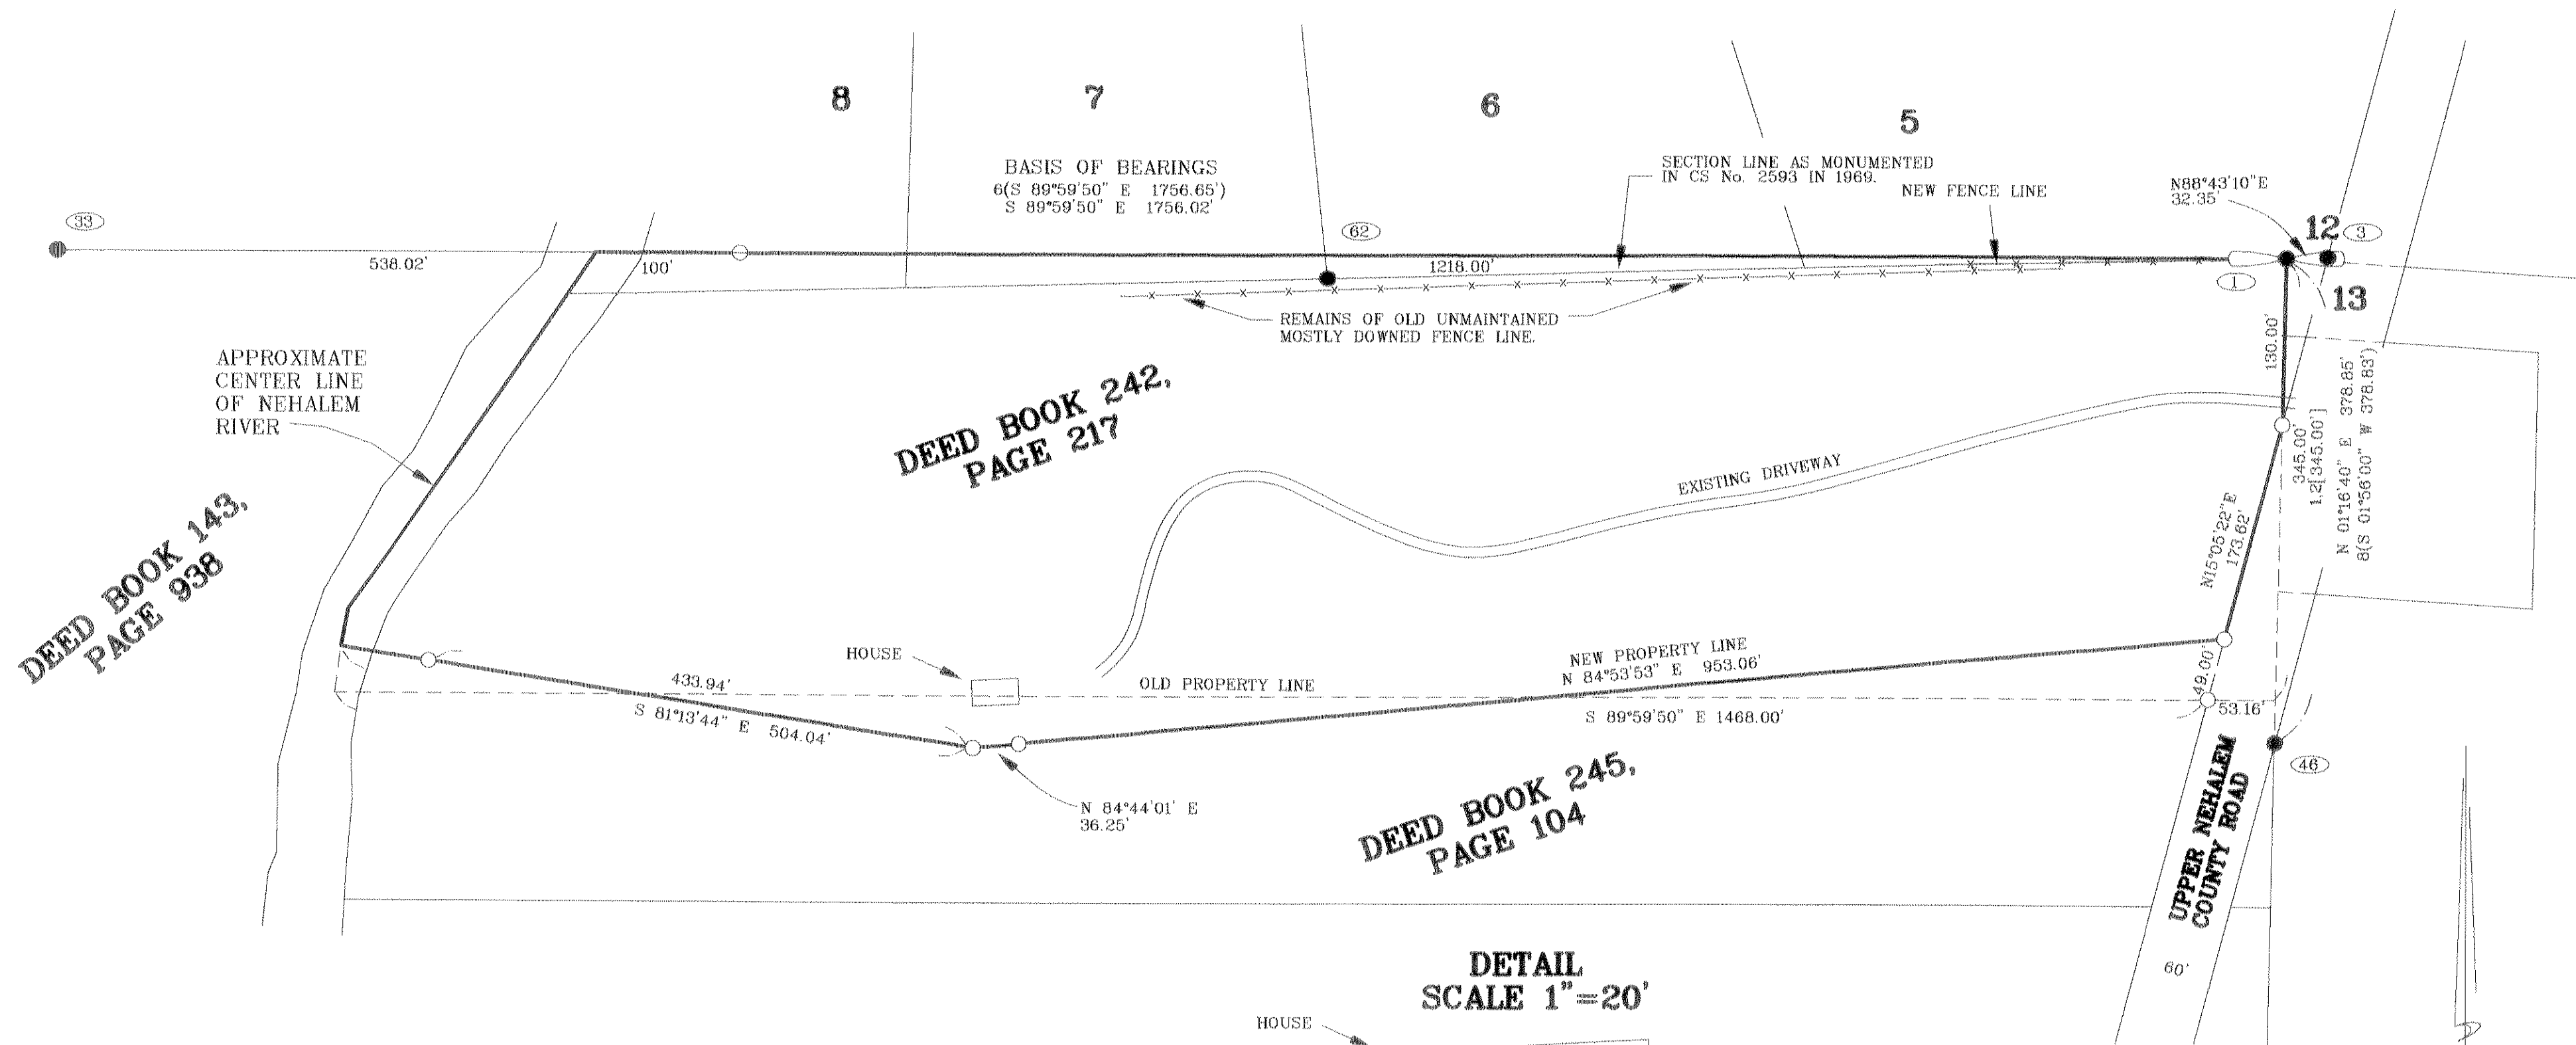 8
7
6
5
BASIS OF BEARINGS
6(S 89°59'50" E 1756.65')
S 89°59'50" E 1756.02'
SECTION LINE AS MONUMENTED
IN CS No. 2593 IN 1969.
NEW FENCE LINE
N88°43'10"E
32.35'
33
62
12
3
538.02'
100'
1218.00'
1
13
REMAINS OF OLD UNMAINTAINED
MOSTLY DOWNED FENCE LINE.
APPROXIMATE
CENTER LINE
OF NEHALEM
RIVER
130.00'
345.00'
1,2[345.00']
N 01°16'40" E 378.85'
8(S 01°56'00" W 378.83')
DEED BOOK 242,
PAGE 217
EXISTING DRIVEWAY
DEED BOOK 143,
PAGE 938
N15°05'22"E
173.62'
HOUSE
NEW PROPERTY LINE
N 84°53'53" E 953.06'
433.94'
OLD PROPERTY LINE
49.00'
53.16'
S 81°13'44" E 504.04'
S 89°59'50" E 1468.00'
46
N 84°44'01' E
36.25'
DEED BOOK 245,
PAGE 104
UPPER NEHALEM
COUNTY ROAD
60'
DETAIL
SCALE 1"=20'
HOUSE